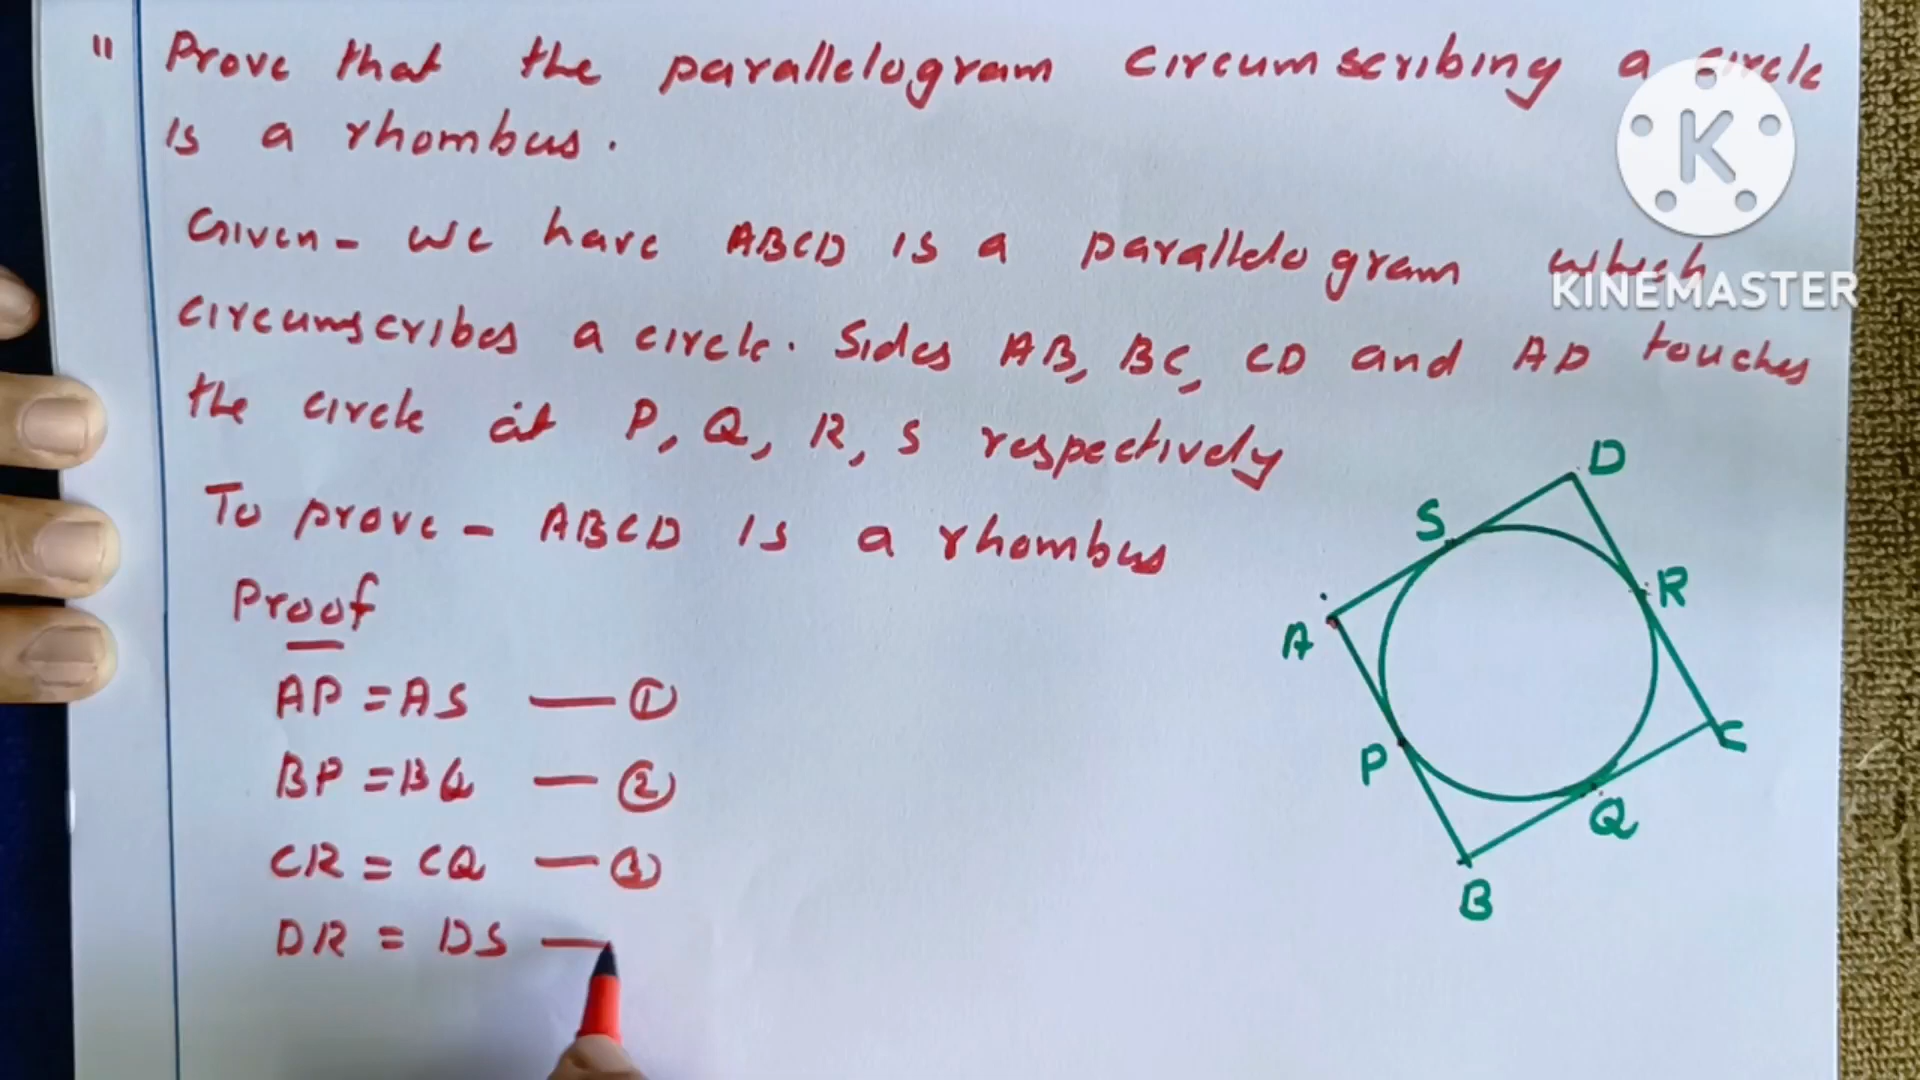 11 Prove that the parallelogram circumscribing a circle
is a rhombus.
Given - we have ABCD is a parallelogram which
circumscribes a circle. Sides AB, BC, CD and AD touches
the circle at P, Q, R, S respectively
To prove - ABCD is a rhombus
Proof
AP = AS — ①
BP = BQ — ②
CR = CQ — ③
DR = DS —
K
KINEMASTER
D
S
R
A
P
C
Q
B